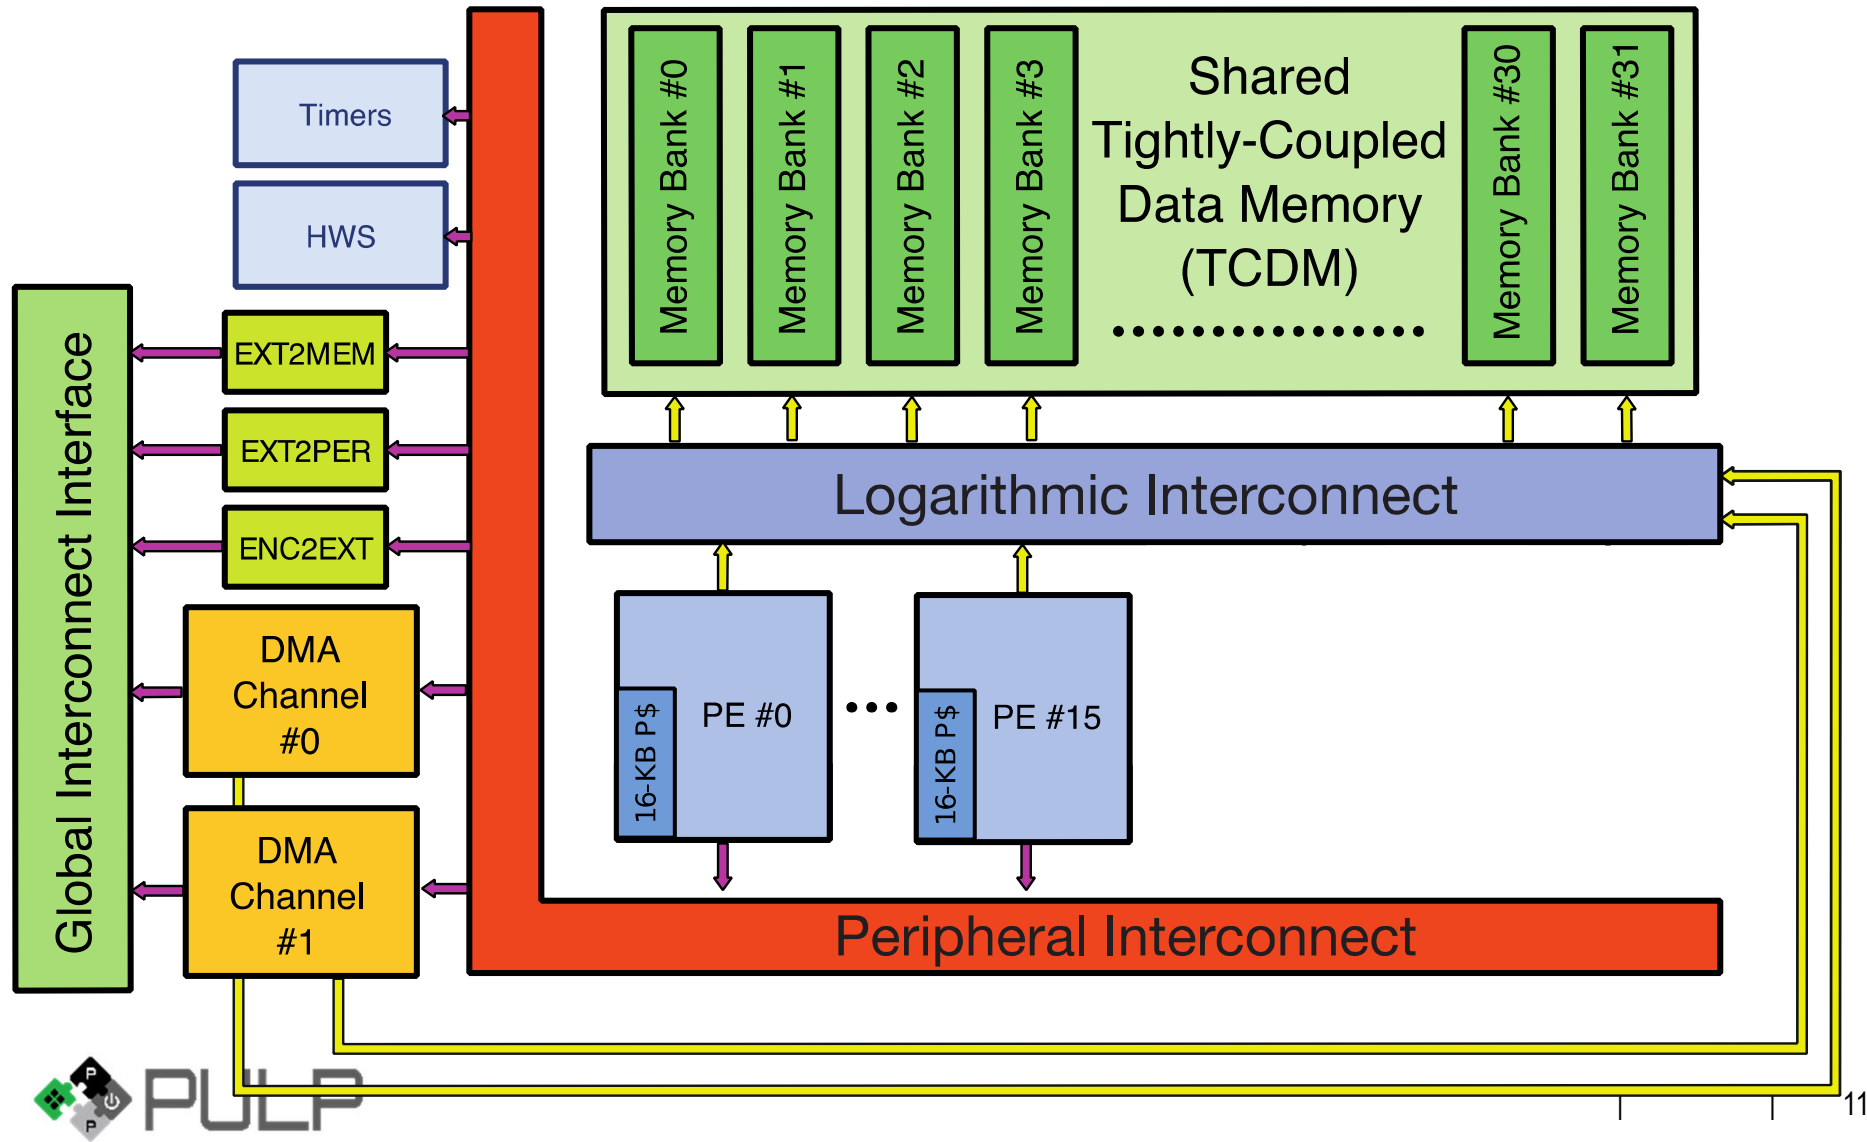 Timers
HWS
EXT2MEM
EXT2PER
ENC2EXT
DMA
Channel
#0
DMA
Channel
#1
Global Interconnect Interface
Memory Bank #0
Memory Bank #1
Memory Bank #2
Memory Bank #3
Shared
Tightly-Coupled
Data Memory
(TCDM)
Memory Bank #30
Memory Bank #31
Logarithmic Interconnect
PE #0
16-KB P$
PE #15
16-KB P$
Peripheral Interconnect
P
P
PULP
11